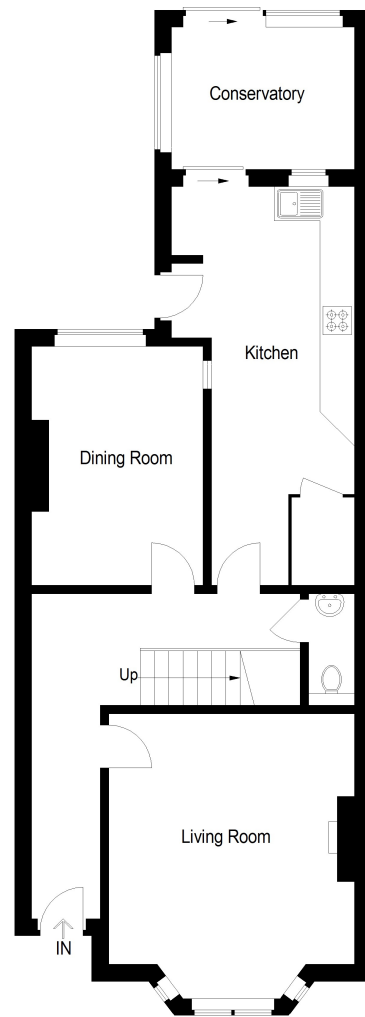 Conservatory
Kitchen
Dining Room
Up
Living Room
IN